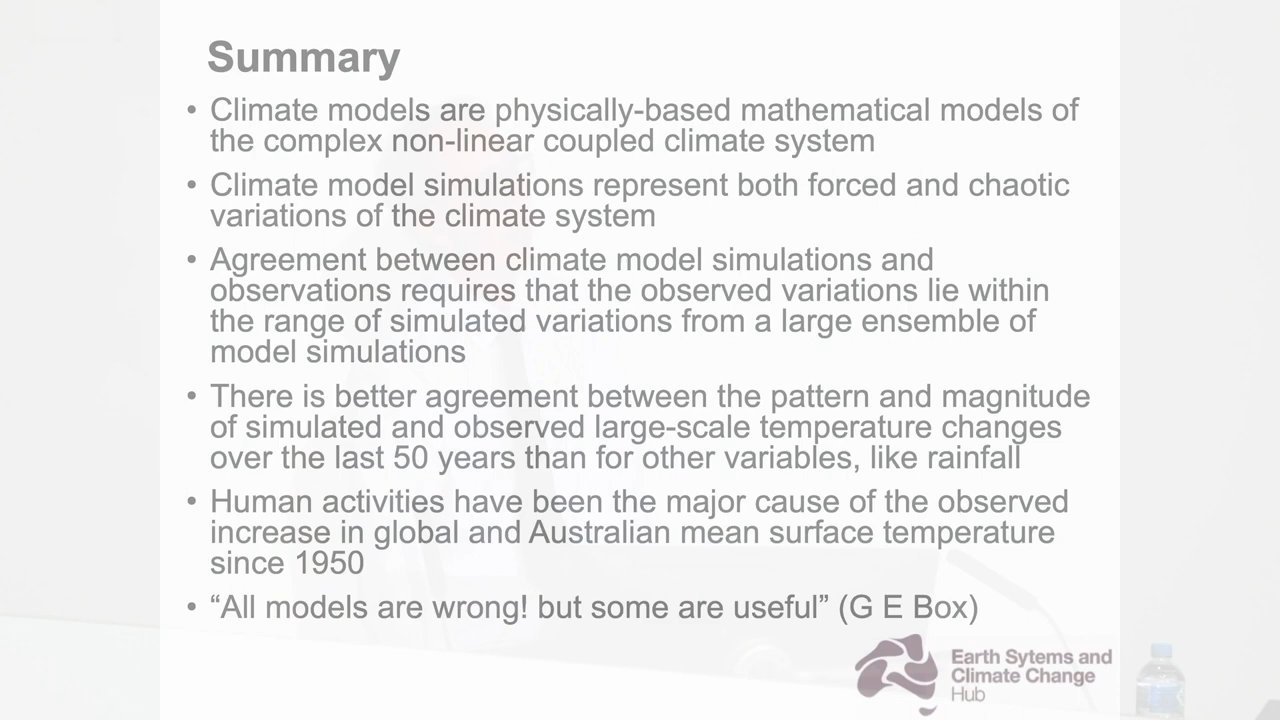 Summary
• Climate models are physically-based mathematical models of
the complex non-linear coupled climate system
• Climate model simulations represent both forced and chaotic
variations of the climate system
• Agreement between climate model simulations and
observations requires that the observed variations lie within
the range of simulated variations from a large ensemble of
model simulations
• There is better agreement between the pattern and magnitude
of simulated and observed large-scale temperature changes
over the last 50 years than for other variables, like rainfall
• Human activities have been the major cause of the observed
increase in global and Australian mean surface temperature
since 1950
• “All models are wrong! but some are useful” (G E Box)
Earth Sytems and
Climate Change
Hub